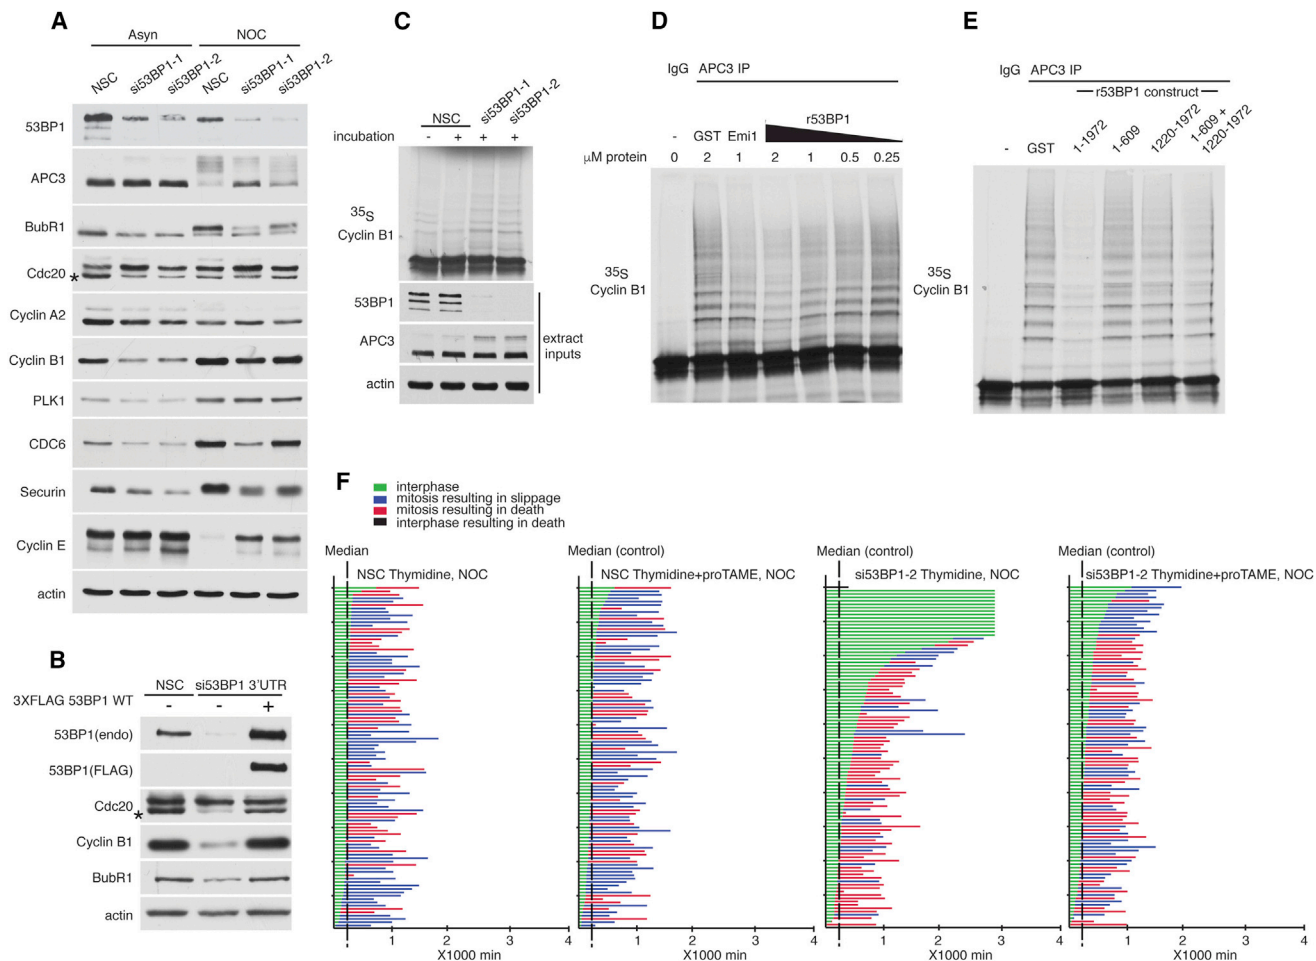 A
Asyn NOC
NSC si53BP1-1 si53BP1-2 NSC si53BP1-1 si53BP1-2
53BP1
APC3
BubR1
Cdc20
*
Cyclin A2
Cyclin B1
PLK1
CDC6
Securin
Cyclin E
actin
B
NSC si53BP1 3'UTR
3XFLAG 53BP1 WT - - +
53BP1(endo)
53BP1(FLAG)
Cdc20
*
Cyclin B1
BubR1
actin
C
NSC si53BP1-1 si53BP1-2
incubation - + + +
35S
Cyclin B1
53BP1
APC3
actin
extract
inputs
D
IgG APC3 IP
r53BP1
- GST Emi1
μM protein 0 2 1 2 1 0.5 0.25
35S
Cyclin B1
E
IgG APC3 IP
r53BP1 construct
- GST 1-1972 1-609 1220-1972 1-609 + 1220-1972
35S
Cyclin B1
F
interphase
mitosis resulting in slippage
mitosis resulting in death
interphase resulting in death
Median
NSC Thymidine, NOC
1 2 3 4
X1000 min
Median (control)
NSC Thymidine+proTAME, NOC
1 2 3 4
X1000 min
Median (control)
si53BP1-2 Thymidine, NOC
1 2 3 4
X1000 min
Median (control)
si53BP1-2 Thymidine+proTAME, NOC
1 2 3 4
X1000 min